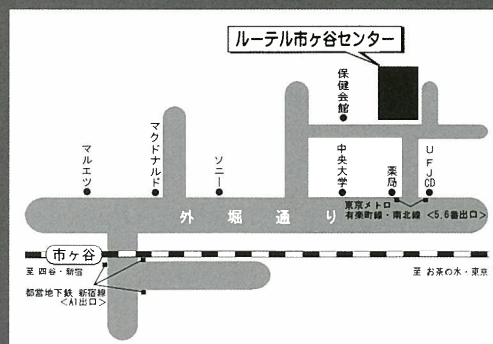 ルーテル市ヶ谷センター
保健会館
マクドナルド
マルエツ
ソニー
中央大学
薬局
UFJ CD
外堀通り
東京メトロ
有楽町線・南北線 <5,6番出口>
市ヶ谷
至 四谷・新宿
至 お茶の水・東京
都営地下鉄 新宿線
<A1出口>